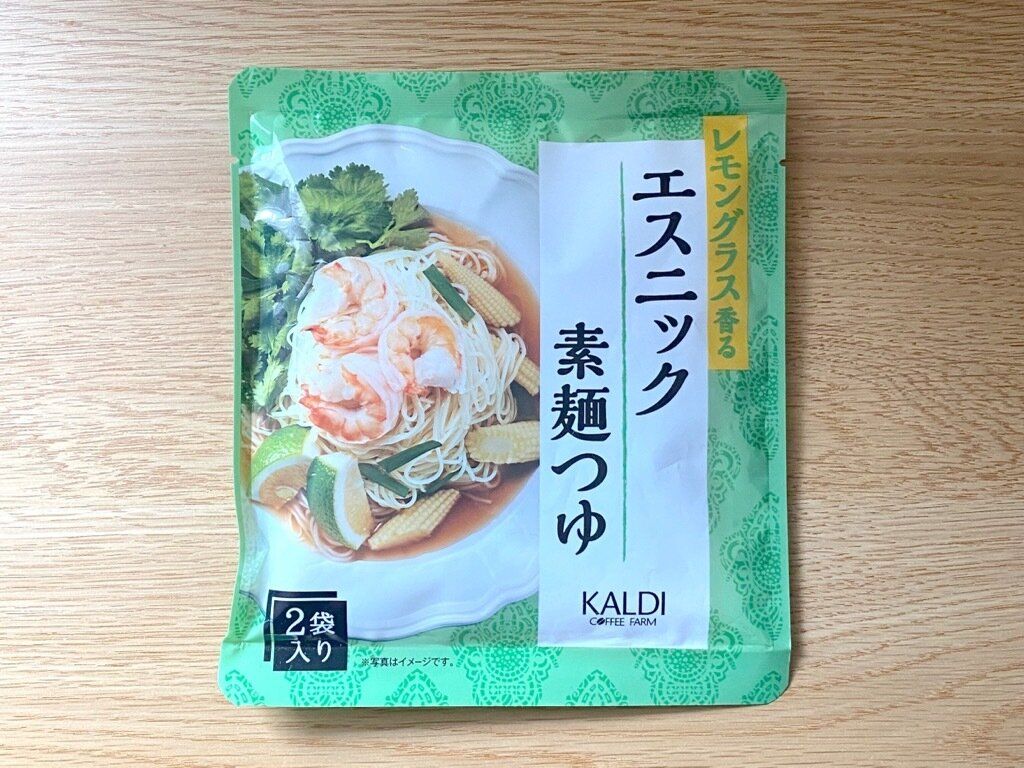 レモングラス香る
エスニック
素麺つゆ
KALDI
COFFEE FARM
2袋
入り
※写真はイメージです。